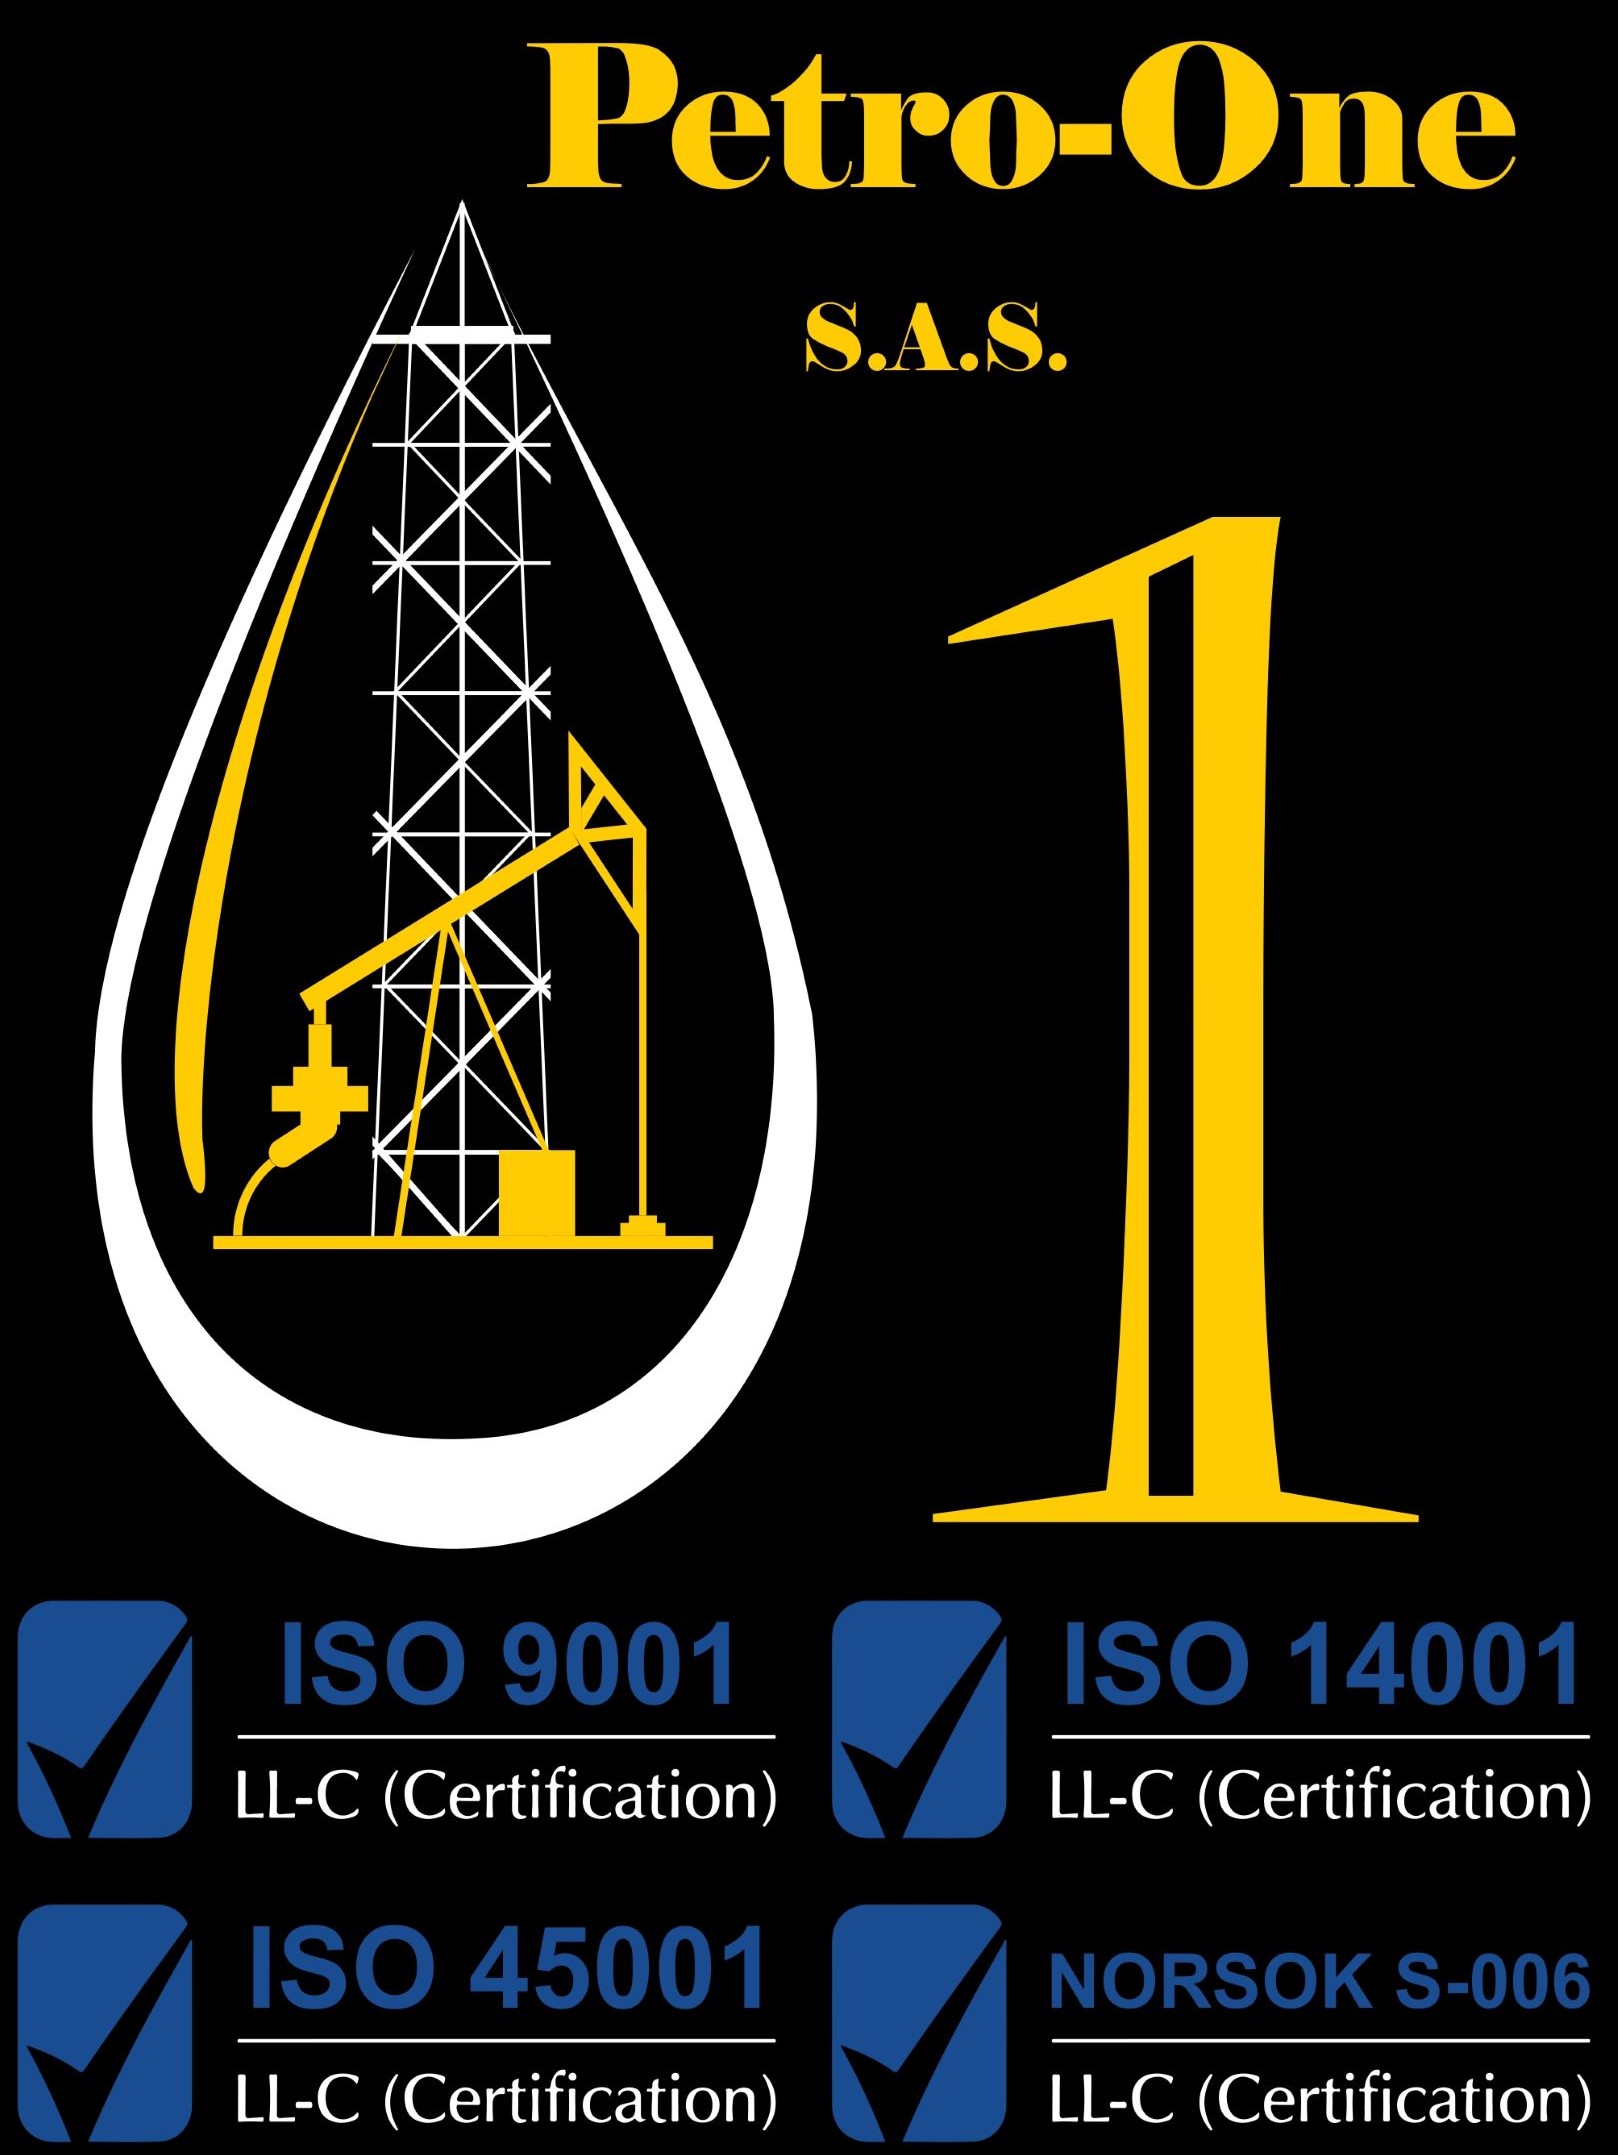 Petro-One
S.A.S.
1
ISO 9001
LL-C (Certification)
ISO 14001
LL-C (Certification)
ISO 45001
LL-C (Certification)
NORSOK S-006
LL-C (Certification)